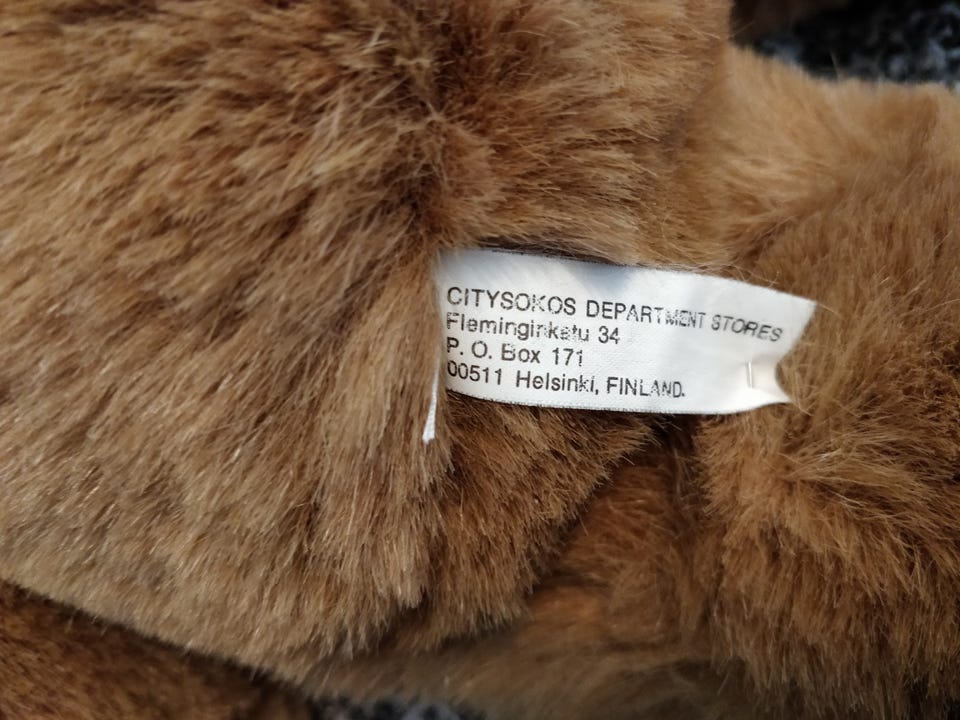 CITYSOKOS DEPARTMENT STORES
Fleminginkatu 34
P. O. Box 171
00511 Helsinki, FINLAND.